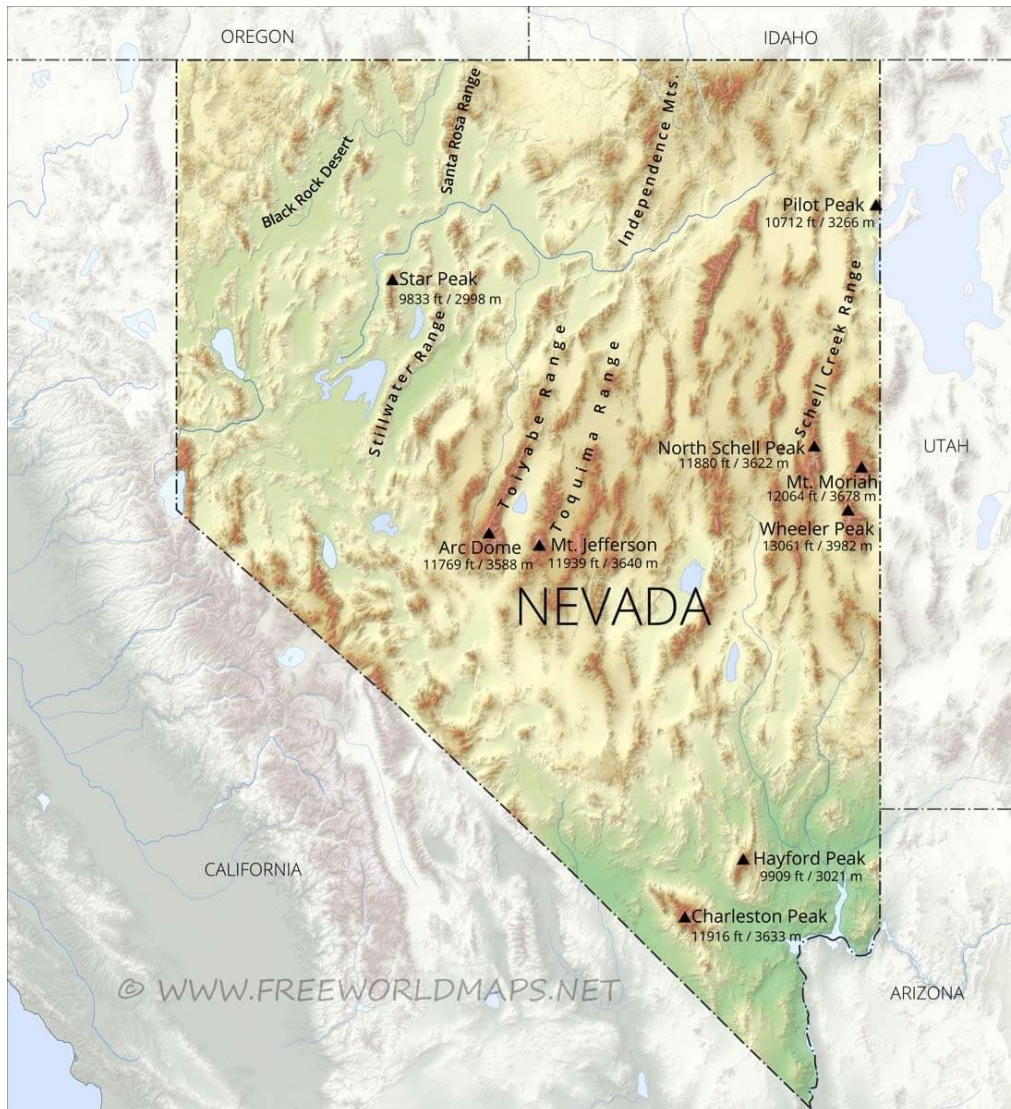 OREGON
IDAHO
Santa Rosa Range
Independence Mts.
Black Rock Desert
Pilot Peak
10712 ft / 3266 m
Star Peak
9833 ft / 2998 m
Stillwater Range
Toiyabe Range
Toquima Range
Schell Creek Range
North Schell Peak
11880 ft / 3622 m
UTAH
Mt. Moriah
12064 ft / 3678 m
Wheeler Peak
13061 ft / 3982 m
Arc Dome
11769 ft / 3588 m
Mt. Jefferson
11939 ft / 3640 m
NEVADA
Hayford Peak
9909 ft / 3021 m
CALIFORNIA
Charleston Peak
11916 ft / 3633 m
© WWW.FREEWORLDMAPS.NET
ARIZONA